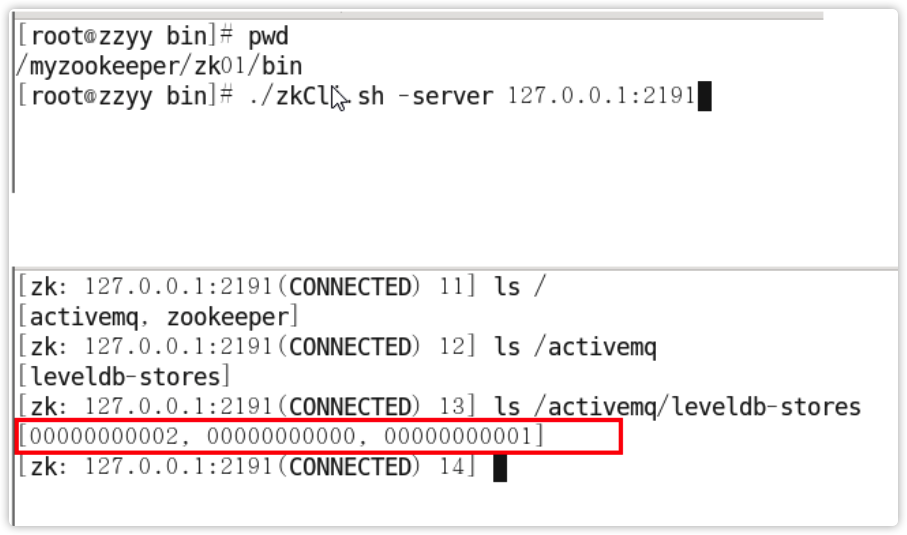 [root@zzyy bin]# pwd
/myzookeeper/zk01/bin
[root@zzyy bin]# ./zkCli.sh -server 127.0.0.1:2191
[zk: 127.0.0.1:2191(CONNECTED) 11] ls /
[activemq, zookeeper]
[zk: 127.0.0.1:2191(CONNECTED) 12] ls /activemq
[leveldb-stores]
[zk: 127.0.0.1:2191(CONNECTED) 13] ls /activemq/leveldb-stores
[00000000002, 00000000000, 00000000001]
[zk: 127.0.0.1:2191(CONNECTED) 14]